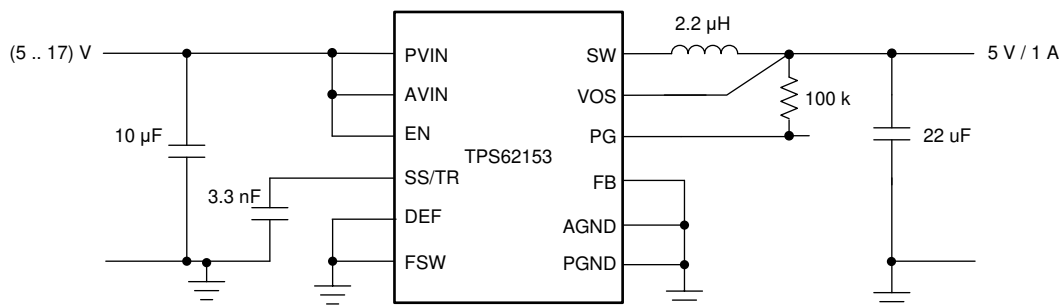 (5 .. 17) V
10 µF
3.3 nF
PVIN
AVIN
EN
SS/TR
DEF
FSW
TPS62153
SW
VOS
PG
FB
AGND
PGND
2.2 µH
100 k
5 V / 1 A
22 uF